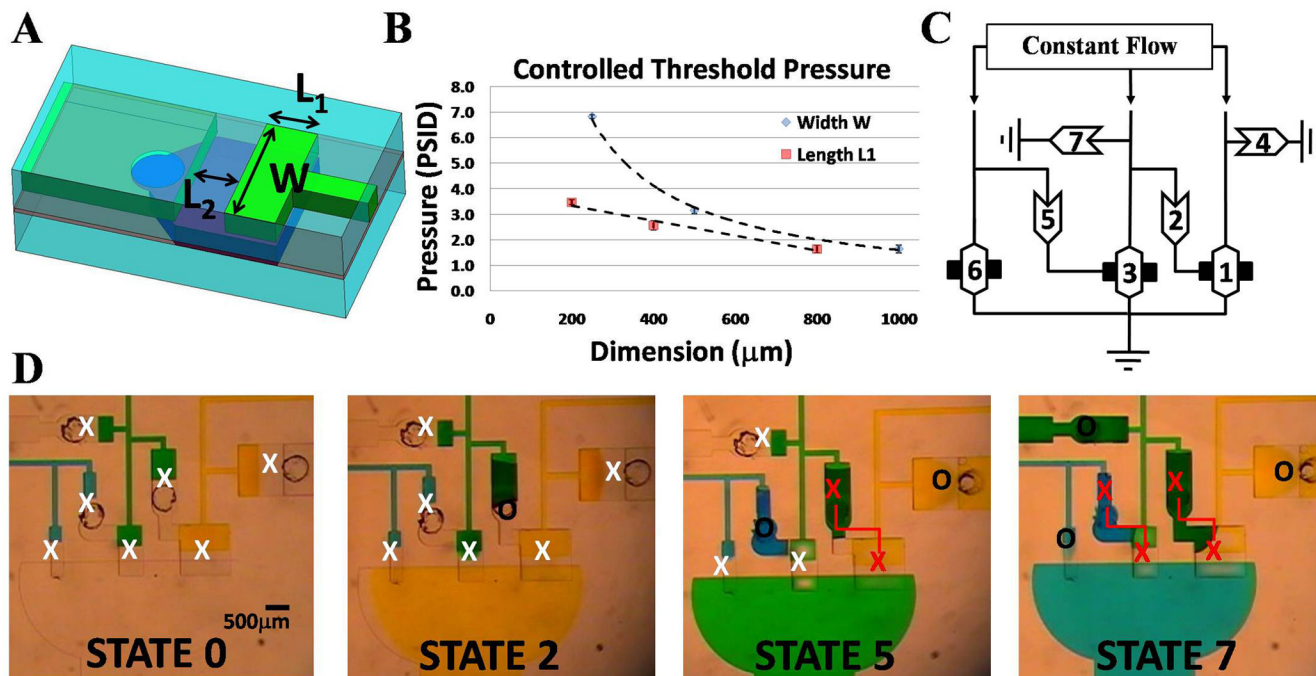 A
L1
L2
W
B
Controlled Threshold Pressure
Pressure (PSID)
8.0
7.0
6.0
5.0
4.0
3.0
2.0
1.0
0.0
Width W
Length L1
0
200
400
600
800
1000
Dimension (μm)
C
Constant Flow
7
4
5
2
6
3
1
D
X
X
X
X
X
X
500μm
STATE 0
X
X
X
O
X
X
X
STATE 2
X
X
O
O
X
X
X
STATE 5
O
X
X
O
O
X
X
STATE 7